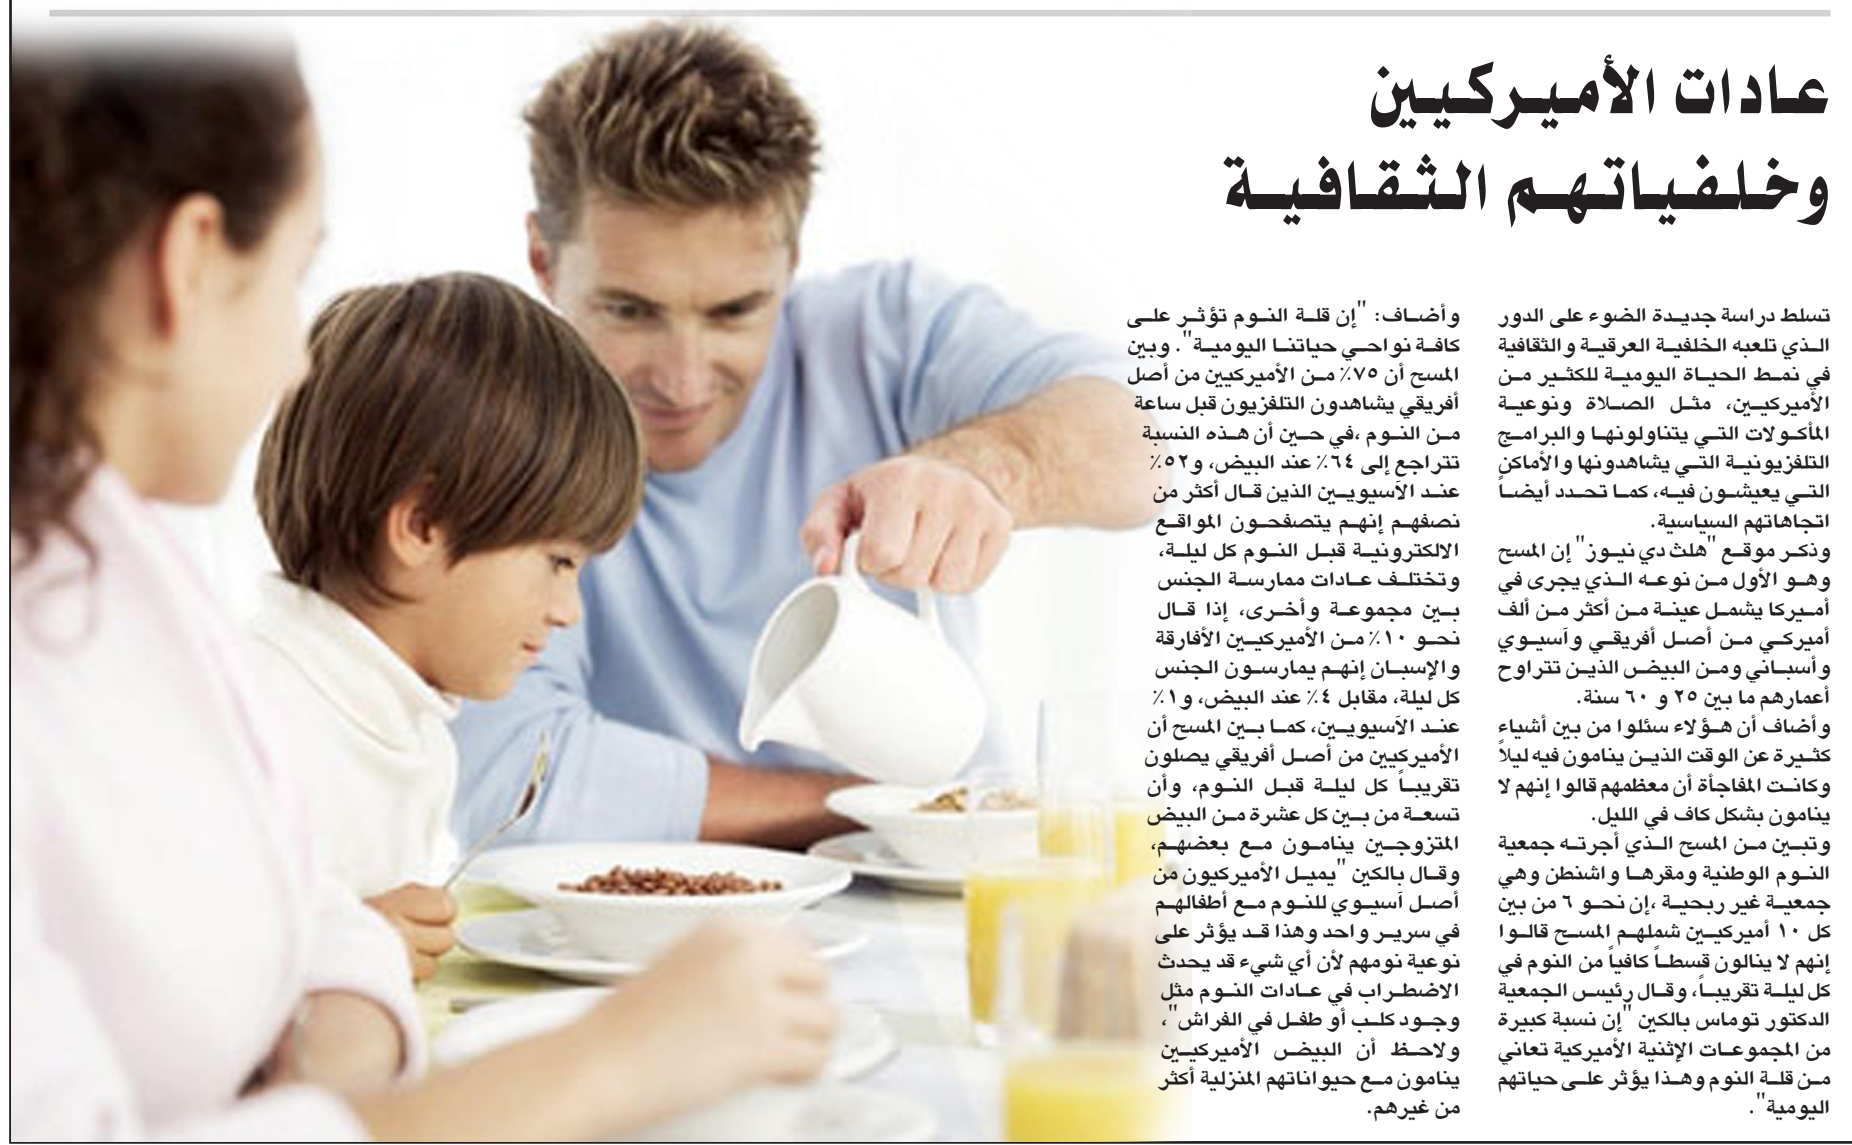 عادات الأميركيين
وخلفياتهم الثقافية
تسلط دراسة جديدة الضوء على الدور
الذي تلعبه الخلفية العرقية والثقافية
في نمط الحياة اليومية للكثير من
الأميركيين، مثل الصلاة ونوعية
المأكولات التي يتناولونها والبرامج
التلفزيونية التي يشاهدونها والأماكن
التي يعيشون فيه، كما تحدد أيضاً
اتجاهاتهم السياسية.
وذكر موقع "هلث دي نيوز" إن المسح
وهو الأول من نوعه الذي يجرى في
أميركا يشمل عينة من أكثر من ألف
أميركي من أصل أفريقي وآسيوي
وأسباني ومن البيض الذين تتراوح
أعمارهم ما بين ٢٥ و ٦٠ سنة.
وأضاف أن هؤلاء سئلوا من بين أشياء
كثيرة عن الوقت الذين ينامون فيه ليلاً
وكانت المفاجأة أن معظمهم قالوا إنهم لا
ينامون بشكل كاف في الليل.
وتبين من المسح الذي أجرته جمعية
النوم الوطنية ومقرها واشنطن وهي
جمعية غير ربحية ،إن نحو ٦ من بين
كل ١٠ أميركيين شملهم المسح قالوا
إنهم لا ينالون قسطاً كافياً من النوم في
كل ليلة تقريباً، وقال رئيس الجمعية
الدكتور توماس بالكين "إن نسبة كبيرة
من المجموعات الإثنية الأميركية تعاني
من قلة النوم وهذا يؤثر على حياتهم
اليومية".
وأضاف: "إن قلة النوم تؤثر على
كافة نواحي حياتنا اليومية". وبين
المسح أن ٧٥٪ من الأميركيين من أصل
أفريقي يشاهدون التلفزيون قبل ساعة
من النوم ،في حين أن هذه النسبة
تتراجع إلى ٦٤٪ عند البيض، و٥٢٪
عند الآسيويين الذين قال أكثر من
نصفهم إنهم يتصفحون المواقع
الالكترونية قبل النوم كل ليلة،
وتختلف عادات ممارسة الجنس
بين مجموعة وأخرى، إذا قال
نحو ١٠٪ من الأميركيين الأفارقة
والإسبان إنهم يمارسون الجنس
كل ليلة، مقابل ٤٪ عند البيض، و١٪
عند الآسيويين، كما بين المسح أن
الأميركيين من أصل أفريقي يصلون
تقريباً كل ليلة قبل النوم، وأن
تسعة من بين كل عشرة من البيض
المتزوجين ينامون مع بعضهم،
وقال بالكين "يميل الأميركيون من
أصل آسيوي للنوم مع أطفالهم
في سرير واحد وهذا قد يؤثر على
نوعية نومهم لأن أي شيء قد يحدث
الاضطراب في عادات النوم مثل
وجود كلب أو طفل في الفراش"،
ولاحظ أن البيض الأميركيين
ينامون مع حيواناتهم المنزلية أكثر
من غيرهم.